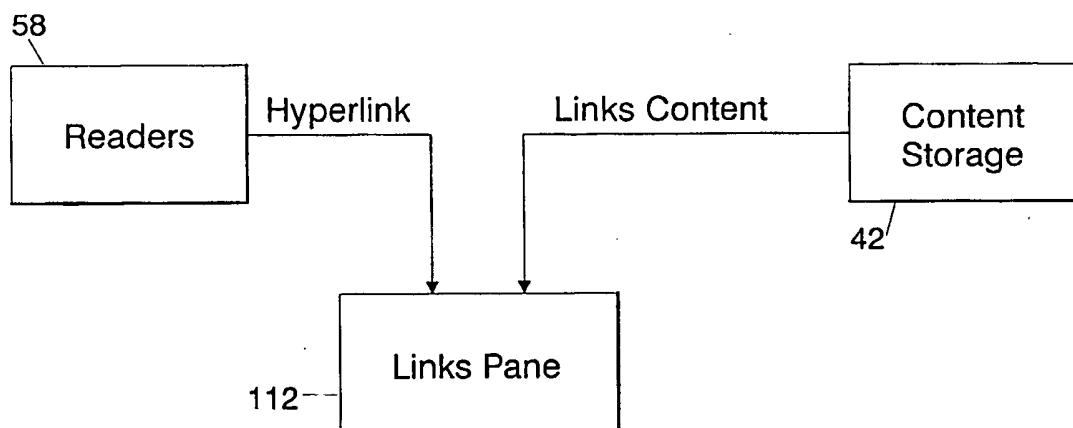 58
Readers
Hyperlink
Links Content
Content
Storage
42
Links Pane
112